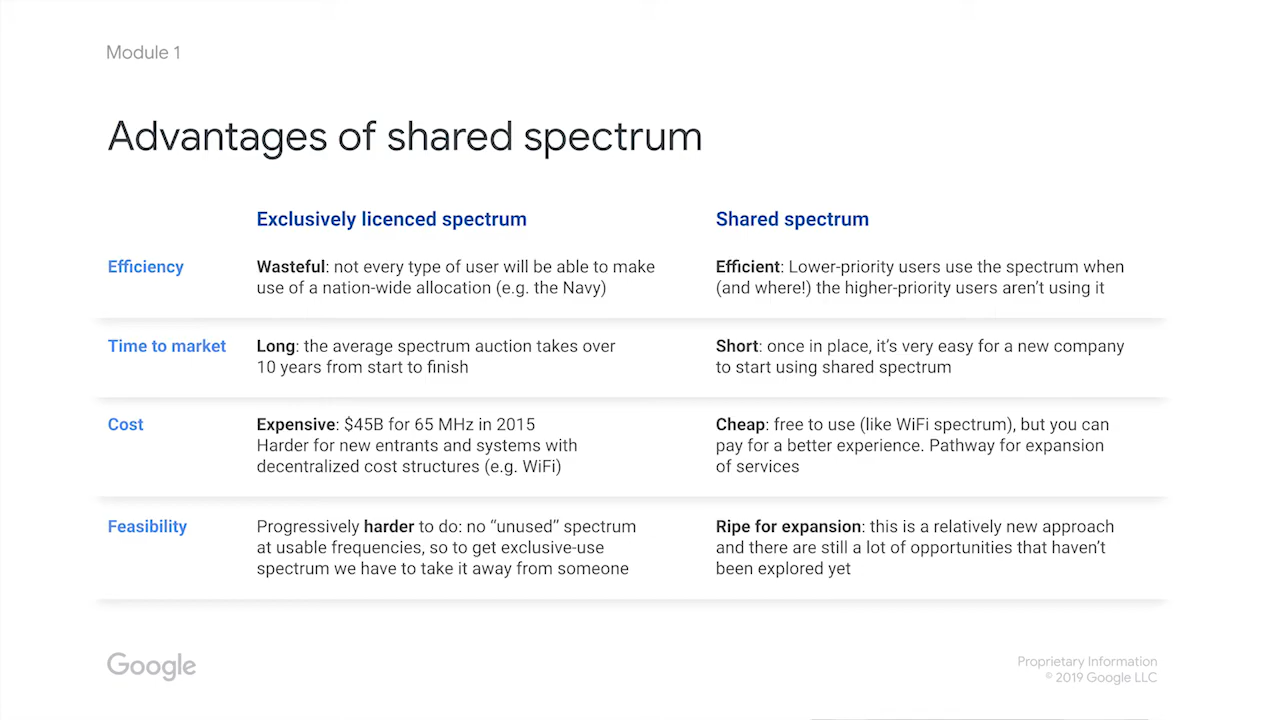 Module 1
Advantages of shared spectrum
Exclusively licenced spectrum
Shared spectrum
Efficiency
Wasteful: not every type of user will be able to make
use of a nation-wide allocation (e.g. the Navy)
Efficient: Lower-priority users use the spectrum when
(and where!) the higher-priority users aren't using it
Time to market
Long: the average spectrum auction takes over
10 years from start to finish
Short: once in place, it's very easy for a new company
to start using shared spectrum
Cost
Expensive: $45B for 65 MHz in 2015
Harder for new entrants and systems with
decentralized cost structures (e.g. WiFi)
Cheap: free to use (like WiFi spectrum), but you can
pay for a better experience. Pathway for expansion
of services
Feasibility
Progressively harder to do: no “unused” spectrum
at usable frequencies, so to get exclusive-use
spectrum we have to take it away from someone
Ripe for expansion: this is a relatively new approach
and there are still a lot of opportunities that haven't
been explored yet
Google
Proprietary Information
© 2019 Google LLC